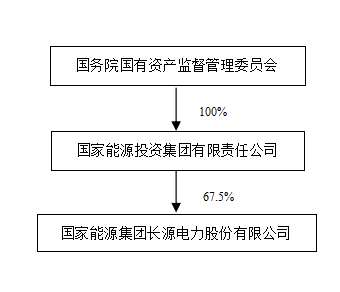 国务院国有资产监督管理委员会
100%
国家能源投资集团有限责任公司
67.5%
国家能源集团长源电力股份有限公司